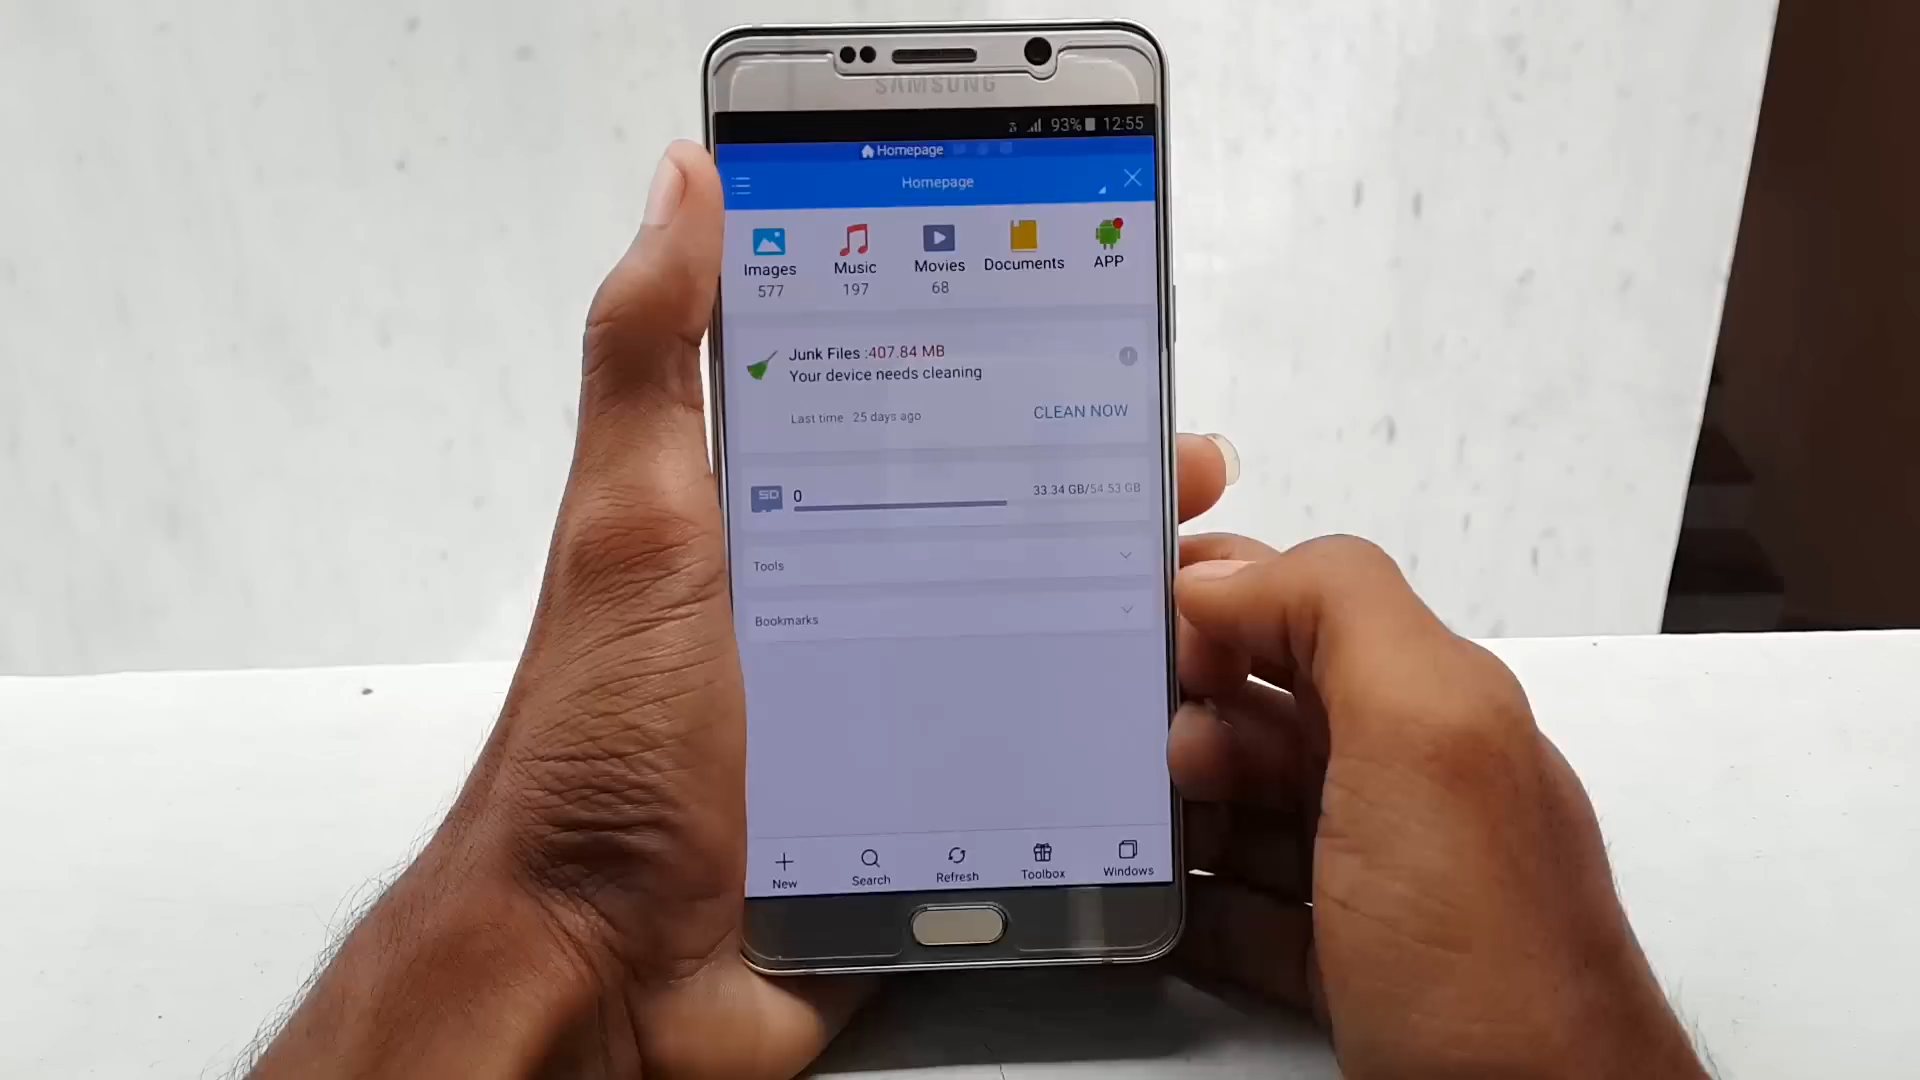 SAMSUNG
93% 12:55
Homepage
Homepage
Images
577
Music
197
Movies
68
Documents
APP
Junk Files :407.84 MB
Your device needs cleaning
Last time 25 days ago
CLEAN NOW
SD
0
33.34 GB/54.53 GB
Tools
Bookmarks
New
Search
Refresh
Toolbox
Windows